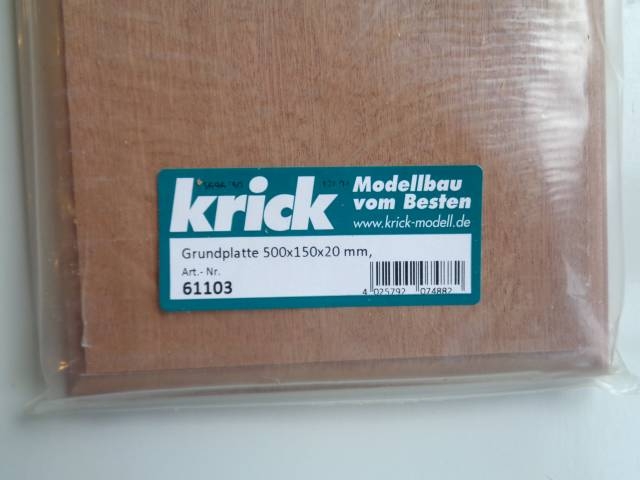 krick
Modellbau
vom Besten
www.krick-modell.de
Grundplatte 500x150x20 mm,
Art.- Nr.
61103
4 025792 074882